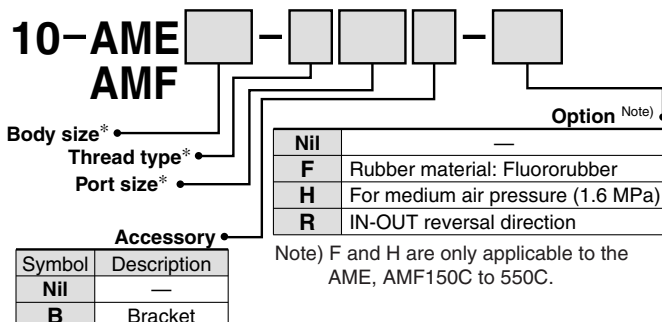 10-AME - -
AMF
Body size*
Thread type*
Port size*
Accessory
Symbol Description
Nil —
B Bracket
Option Note)
Nil —
F Rubber material: Fluororubber
H For medium air pressure (1.6 MPa)
R IN-OUT reversal direction
Note) F and H are only applicable to the
AME, AMF150C to 550C.